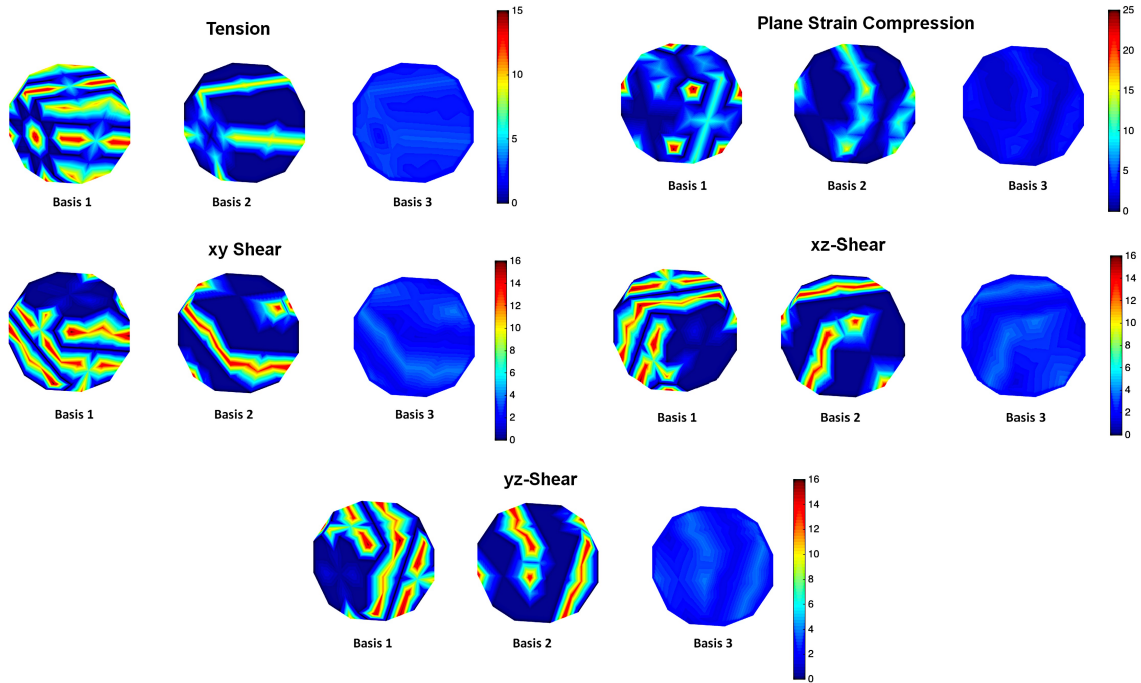 Tension
15
10
5
0
Basis 1
Basis 2
Basis 3
Plane Strain Compression
25
20
15
10
5
0
Basis 1
Basis 2
Basis 3
xy Shear
16
14
12
10
8
6
4
2
0
Basis 1
Basis 2
Basis 3
xz-Shear
16
14
12
10
8
6
4
2
0
Basis 1
Basis 2
Basis 3
yz-Shear
16
14
12
10
8
6
4
2
0
Basis 1
Basis 2
Basis 3